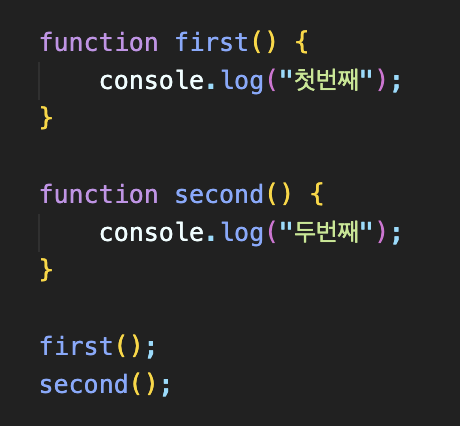 function first() {
    console.log("첫번째");
}

function second() {
    console.log("두번째");
}

first();
second();